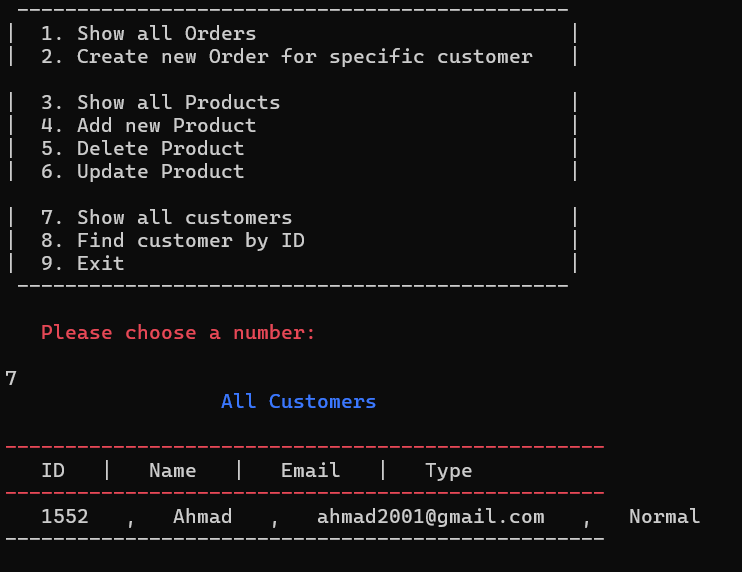 ----------------------------------------------
|  1. Show all Orders                          |
|  2. Create new Order for specific customer   |
|  3. Show all Products                        |
|  4. Add new Product                          |
|  5. Delete Product                           |
|  6. Update Product                           |
|  7. Show all customers                       |
|  8. Find customer by ID                      |
|  9. Exit                                     |
----------------------------------------------
Please choose a number:
7
All Customers
--------------------------------------------------
ID   |   Name   |   Email   |   Type
--------------------------------------------------
1552   ,   Ahmad   ,   ahmad2001@gmail.com   ,   Normal
--------------------------------------------------